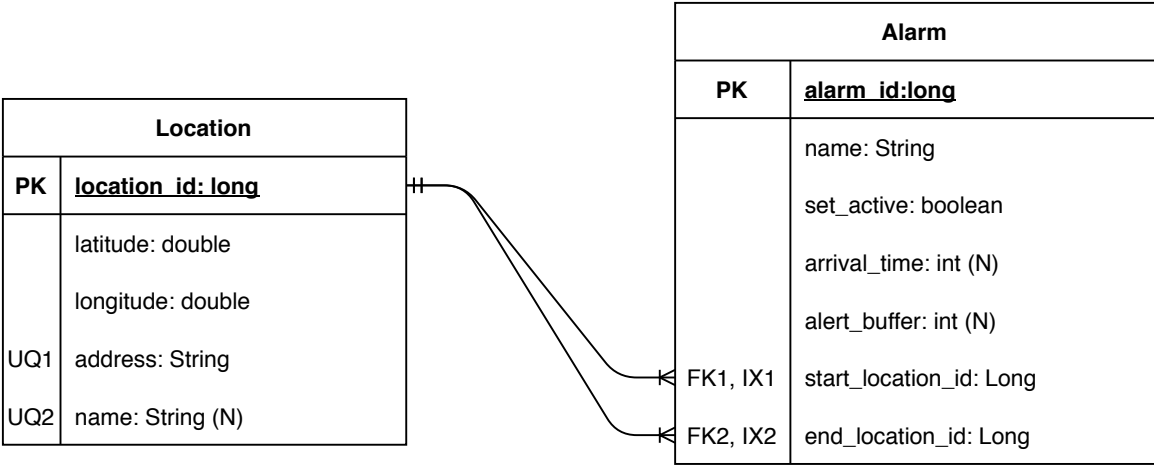 Location
PK location_id: long
latitude: double
longitude: double
UQ1 address: String
UQ2 name: String (N)
Alarm
PK alarm_id:long
name: String
set_active: boolean
arrival_time: int (N)
alert_buffer: int (N)
FK1, IX1 start_location_id: Long
FK2, IX2 end_location_id: Long